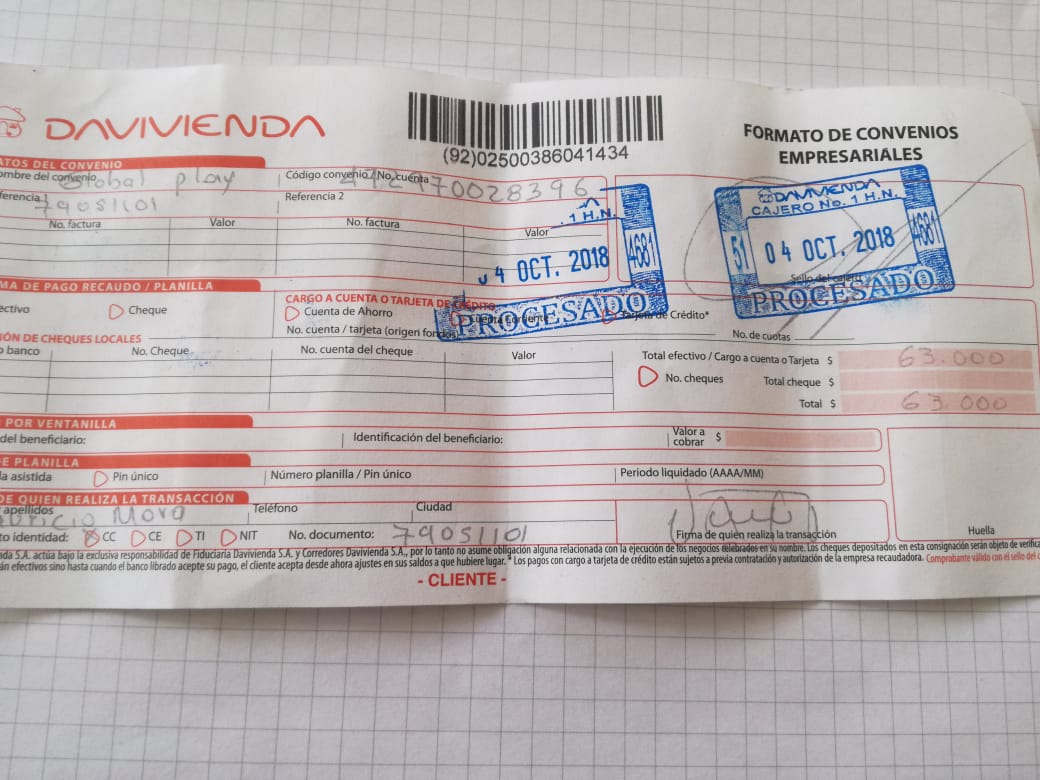 DAVIVIENDA
(92)02500386041434
FORMATO DE CONVENIOS
EMPRESARIALES
ATOS DEL CONVENIO
ombre del convenio Global play
Código convenio / No. cuenta 70028396
ferencia 1 79051101
Referencia 2
No. factura Valor No. factura Valor
1 H.N.
04 OCT. 2018
4681
PROCESADO
DAVIVIENDA
CAJERO No. 1 H.N.
51 04 OCT. 2018 4681
Sello del cajero
PROCESADO
MA DE PAGO RECAUDO / PLANILLA
ectivo Cheque
CARGO A CUENTA O TARJETA DE CRÉDITO
Cuenta de Ahorro Cuenta Corriente Tarjeta de Crédito*
No. cuenta / tarjeta (origen fondos) No. de cuotas
IÓN DE CHEQUES LOCALES
o banco No. Cheque No. cuenta del cheque Valor
Total efectivo / Cargo a cuenta o Tarjeta $ 63.000
No. cheques Total cheque $
Total $ 63.000
POR VENTANILLA
del beneficiario: Identificación del beneficiario: Valor a cobrar $
E PLANILLA
la asistida Pin único Número planilla / Pin único Periodo liquidado (AAAA/MM)
DE QUIEN REALIZA LA TRANSACCIÓN
apellidos Teléfono Ciudad
uricio Mora
to identidad: CC CE TI NIT No. documento: 79051101
Firma de quién realiza la transacción
Huella
nda S.A. actúa bajo la exclusiva responsabilidad de Fiduciaria Davivienda S.A. y Corredores Davivienda S.A., por lo tanto no asume obligación alguna relacionada con la ejecución de los negocios celebrados en su nombre. Los cheques depositados en esta consignación serán objeto de verifica
án efectivos sino hasta cuando el banco librado acepte su pago, el cliente acepta desde ahora ajustes en sus saldos a que hubiere lugar. * Los pagos con cargo a tarjeta de crédito están sujetos a previa contratación y autorización de la empresa recaudadora. Comprobante válido con el sello del c
- CLIENTE -